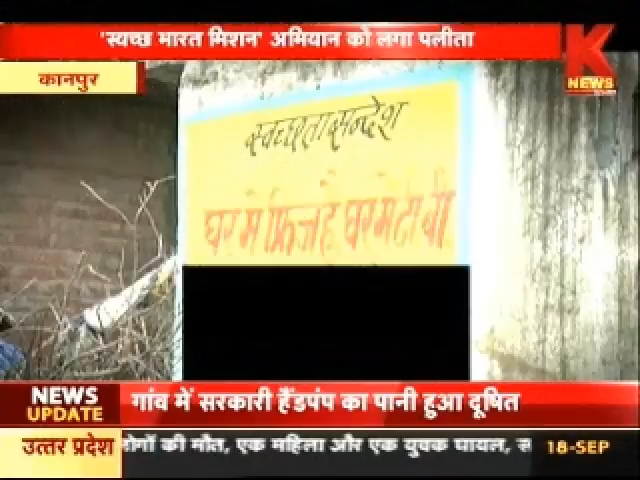 'स्वच्छ भारत मिशन' अभियान को लगा पलीता
K
NEWS
कानपुर
स्वच्छता सन्देश
घर मे फ्रिज है घर मे टी वी
NEWS
UPDATE
गांव में सरकारी हैंडपंप का पानी हुआ दूषित
उत्तर प्रदेश
की मौत, एक महिला और एक युवक घायल,
18-SEP